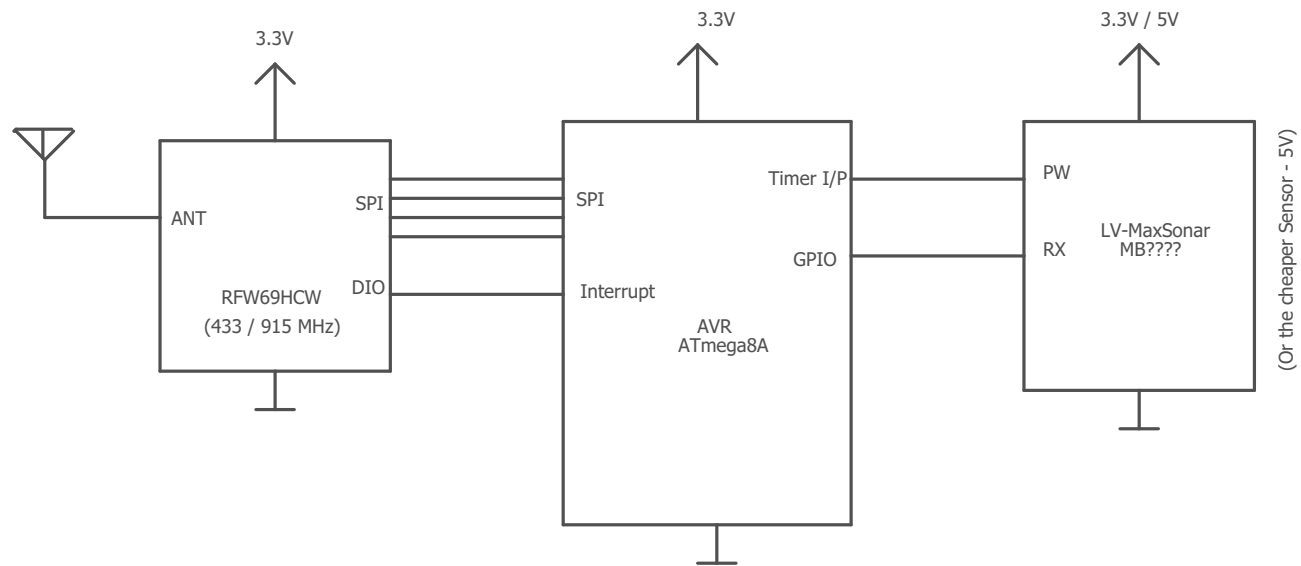 3.3V
3.3V
3.3V / 5V
ANT
SPI
DIO
RFW69HCW
(433 / 915 MHz)
SPI
Interrupt
Timer I/P
GPIO
AVR
ATmega8A
PW
RX
LV-MaxSonar
MB????
(Or the cheaper Sensor - 5V)